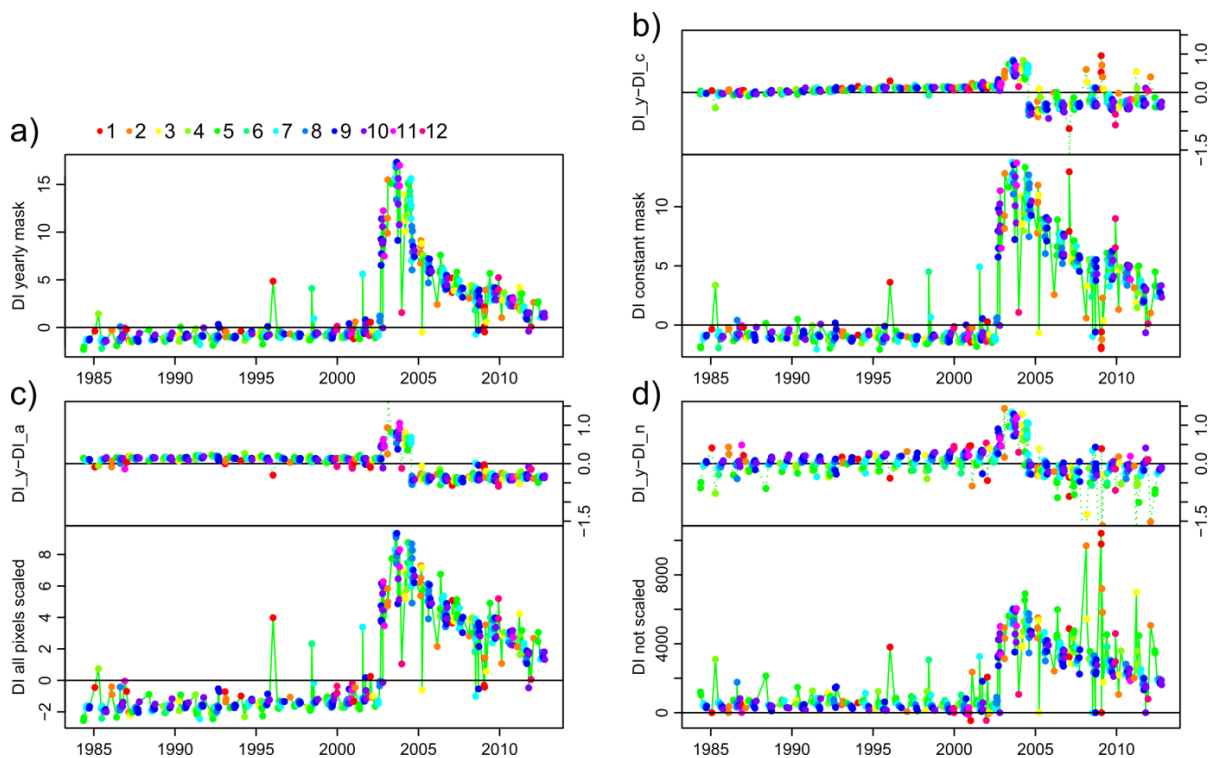 a)
1 2 3 4 5 6 7 8 9 10 11 12
DI yearly mask
15
10
5
0
1985 1990 1995 2000 2005 2010
b)
DI_y−DI_c
1.0
0.0
−1.5
DI constant mask
10
5
0
1985 1990 1995 2000 2005 2010
c)
DI_y−DI_a
1.0
0.0
−1.5
DI all pixels scaled
8
6
4
2
0
−2
1985 1990 1995 2000 2005 2010
d)
DI_y−DI_n
1.0
0.0
−1.5
DI not scaled
8000
4000
0
1985 1990 1995 2000 2005 2010